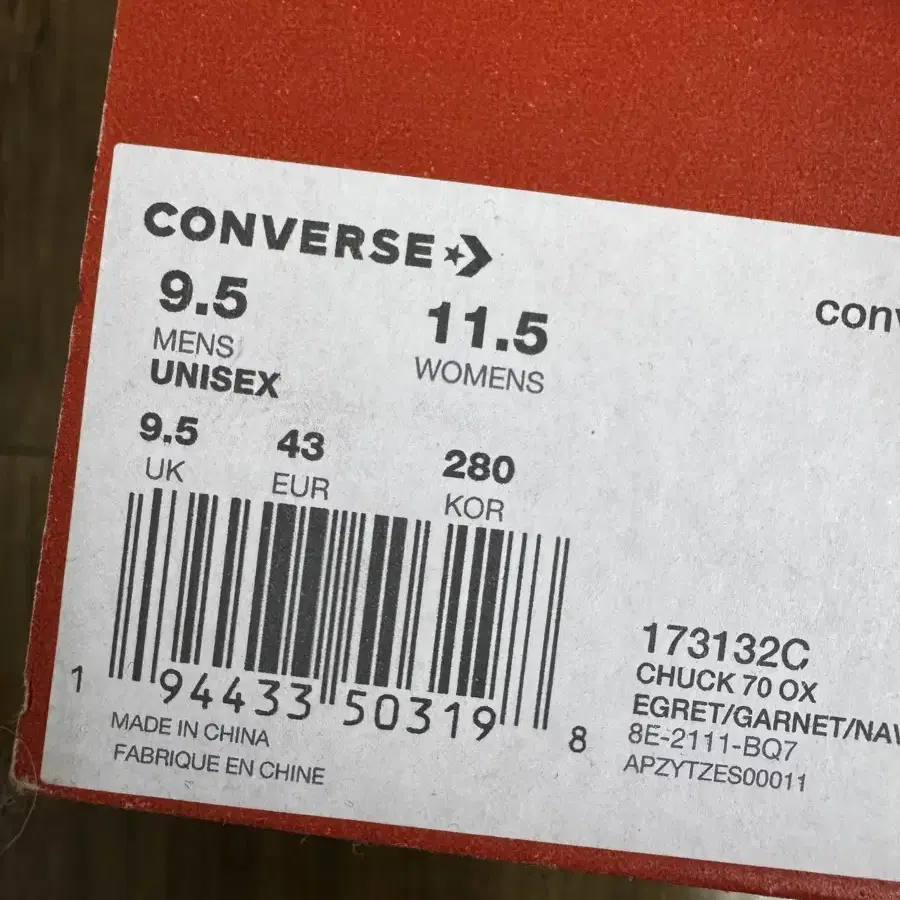 CONVERSE
conv
9.5 11.5
MENS WOMENS
UNISEX
9.5 43 280
UK EUR KOR
1 94433 50319 8
MADE IN CHINA
FABRIQUE EN CHINE
173132C
CHUCK 70 OX
EGRET/GARNET/NAV
8E-2111-BQ7
APZYTZES00011